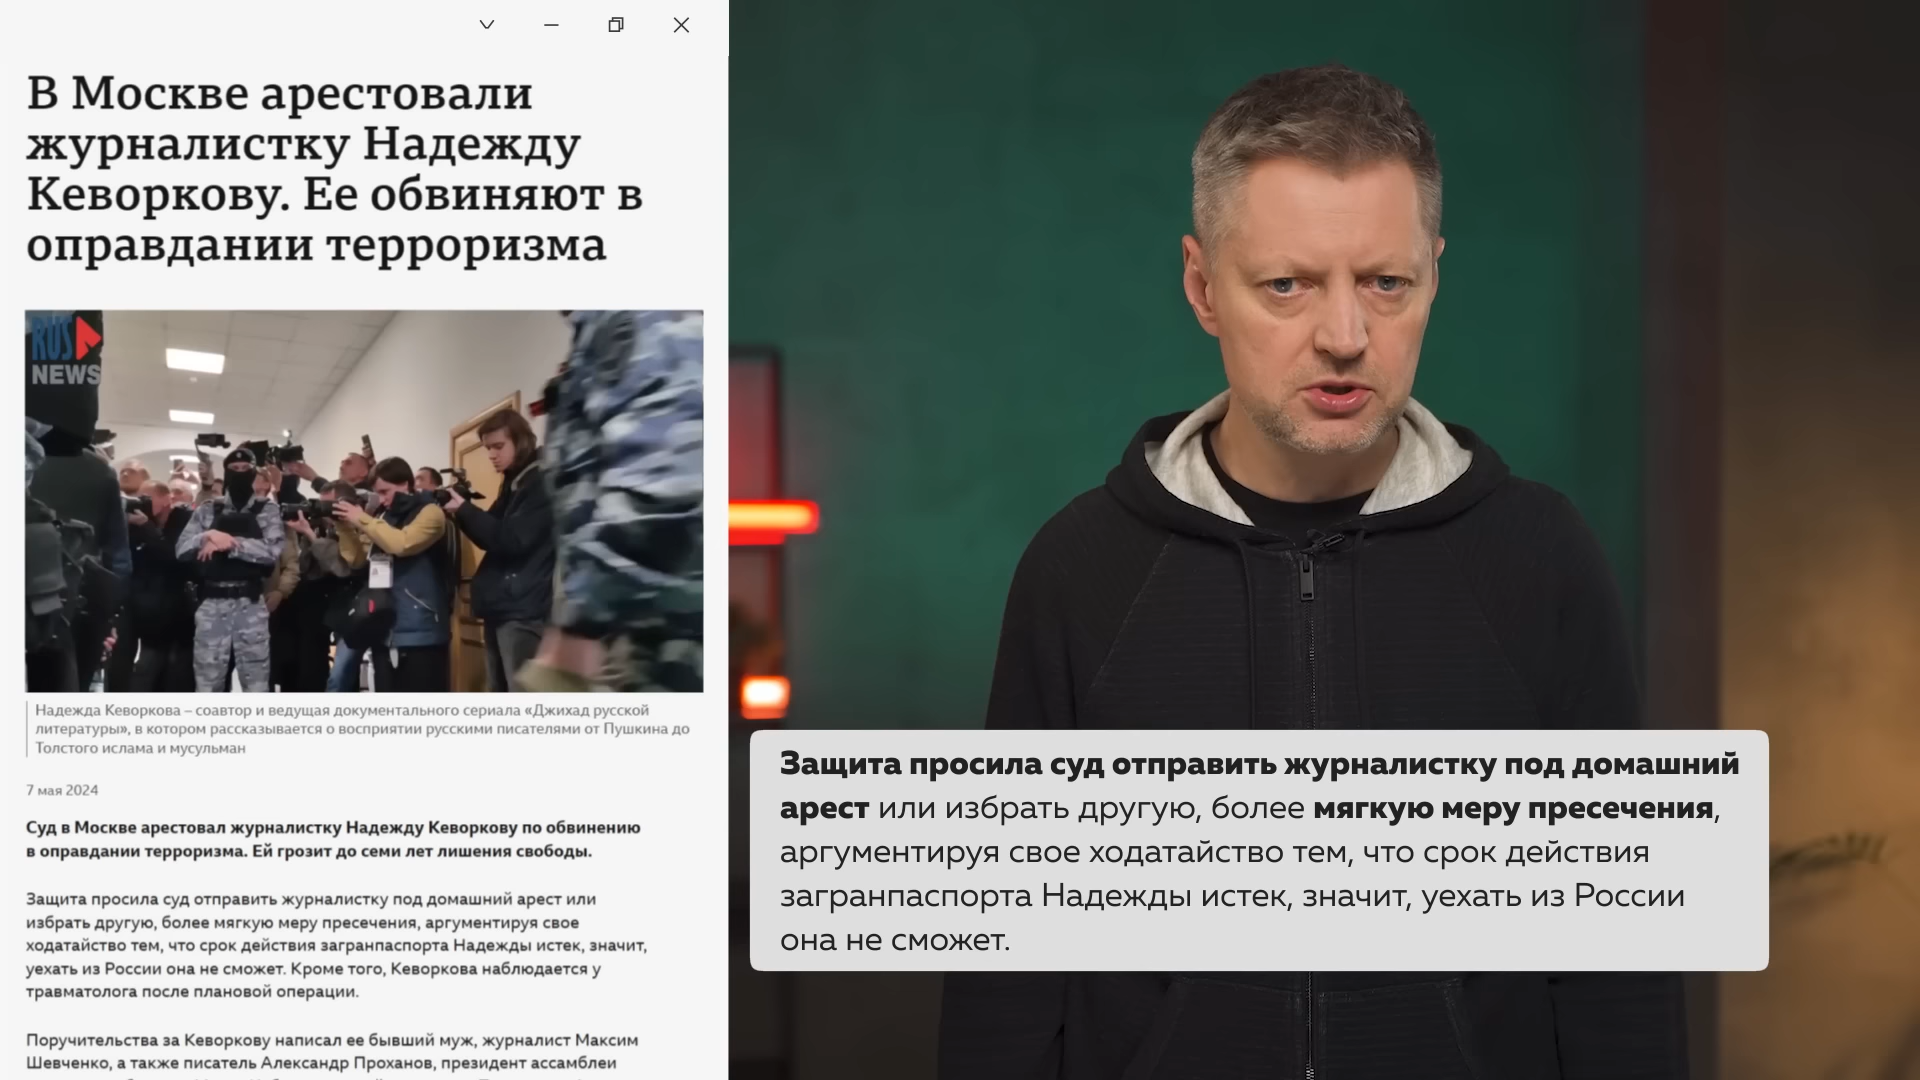 В Москве арестовали
журналистку Надежду
Кеворкову. Ее обвиняют в
оправдании терроризма
RUS
NEWS
Надежда Кеворкова – соавтор и ведущая документального сериала «Джихад русской
литературы», в котором рассказывается о восприятии русскими писателями от Пушкина до
Толстого ислама и мусульман
7 мая 2024
Суд в Москве арестовал журналистку Надежду Кеворкову по обвинению
в оправдании терроризма. Ей грозит до семи лет лишения свободы.
Защита просила суд отправить журналистку под домашний арест или
избрать другую, более мягкую меру пресечения, аргументируя свое
ходатайство тем, что срок действия загранпаспорта Надежды истек, значит,
уехать из России она не сможет. Кроме того, Кеворкова наблюдается у
травматолога после плановой операции.
Поручительства за Кеворкову написал ее бывший муж, журналист Максим
Шевченко, а также писатель Александр Проханов, президент ассамблеи
Защита просила суд отправить журналистку под домашний
арест или избрать другую, более мягкую меру пресечения,
аргументируя свое ходатайство тем, что срок действия
загранпаспорта Надежды истек, значит, уехать из России
она не сможет.